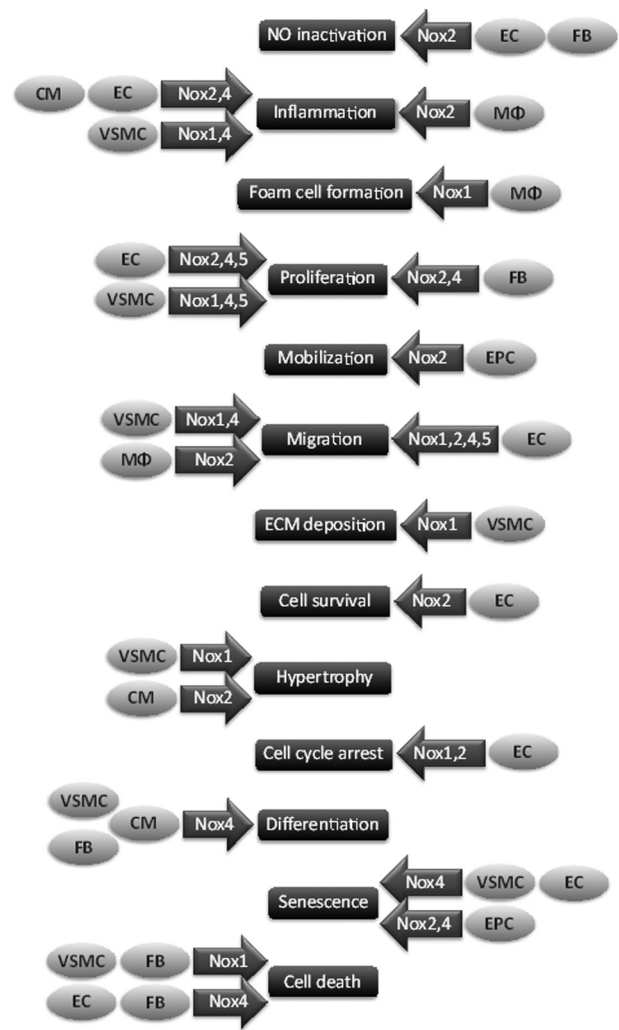 NO inactivation Nox2 EC FB
CM EC Nox2,4 Inflammation Nox2 MΦ
VSMC Nox1,4
Foam cell formation Nox1 MΦ
EC Nox2,4,5 Proliferation Nox2,4 FB
VSMC Nox1,4,5
Mobilization Nox2 EPC
VSMC Nox1,4 Migration Nox1,2,4,5 EC
MΦ Nox2
ECM deposition Nox1 VSMC
Cell survival Nox2 EC
VSMC Nox1 Hypertrophy
CM Nox2
Cell cycle arrest Nox1,2 EC
VSMC
CM Nox4 Differentiation
FB
Senescence Nox4 VSMC EC
Nox2,4 EPC
VSMC FB Nox1 Cell death
EC FB Nox4